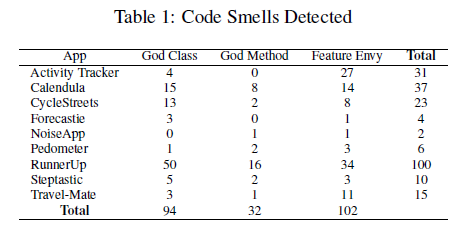 Table 1: Code Smells Detected
App God Class God Method Feature Envy Total
Activity Tracker 4 0 27 31
Calendula 15 8 14 37
CycleStreets 13 2 8 23
Forecastie 3 0 1 4
NoiseApp 0 1 1 2
Pedometer 1 2 3 6
RunnerUp 50 16 34 100
Steptastic 5 2 3 10
Travel-Mate 3 1 11 15
Total 94 32 102